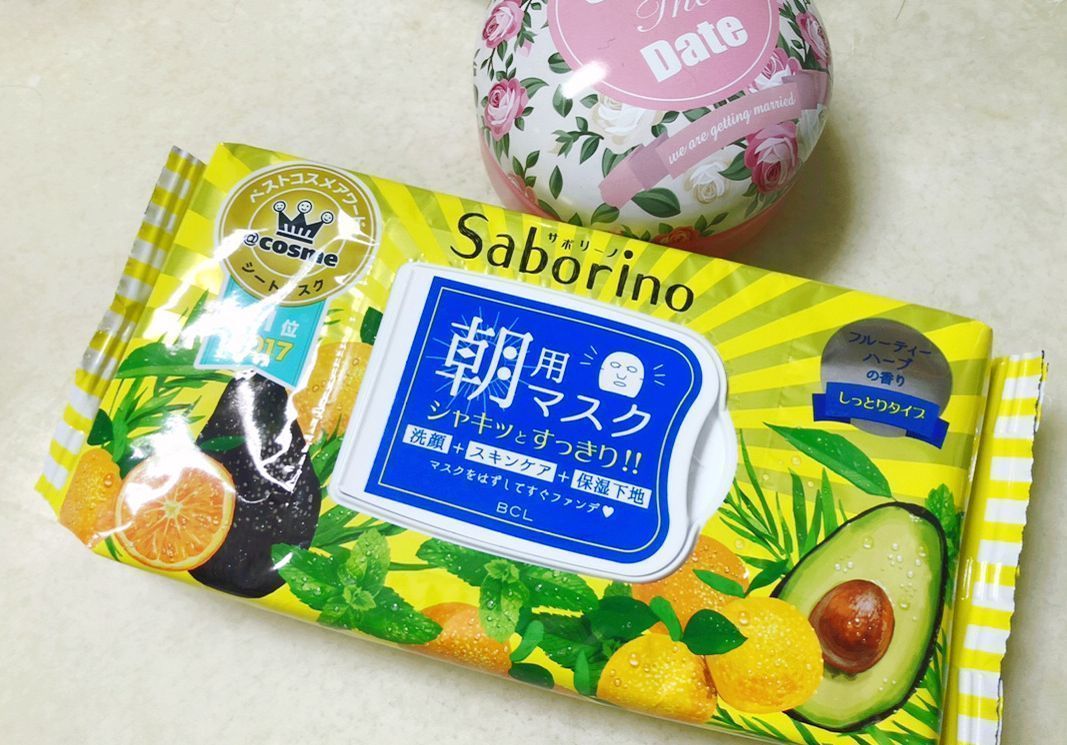 The
Date
we are getting married
ベストコスメアワード
@cosme
シートマスク
1位
2017
サボリーノ
Saborino
朝用マスク
シャキッとすっきり!!
洗顔+スキンケア+保湿下地
マスクをはずしてすぐファンデ♥
BCL
フルーティー
ハーブ
の香り
しっとりタイプ